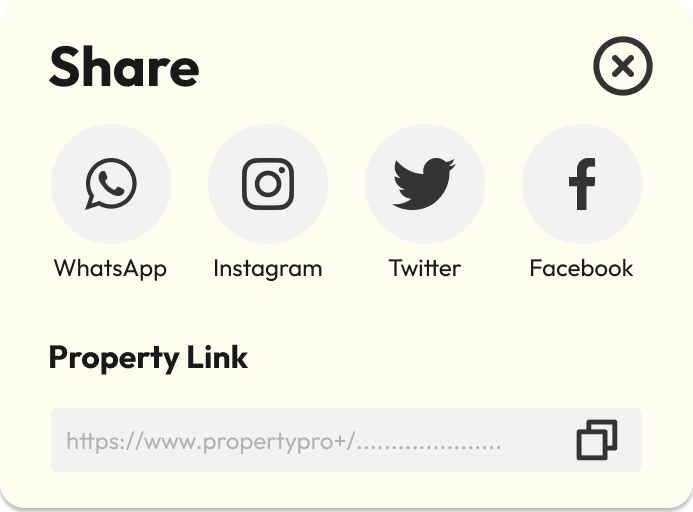 Share
WhatsApp Instagram Twitter Facebook
Property Link
https://www.propertypro+/.....................